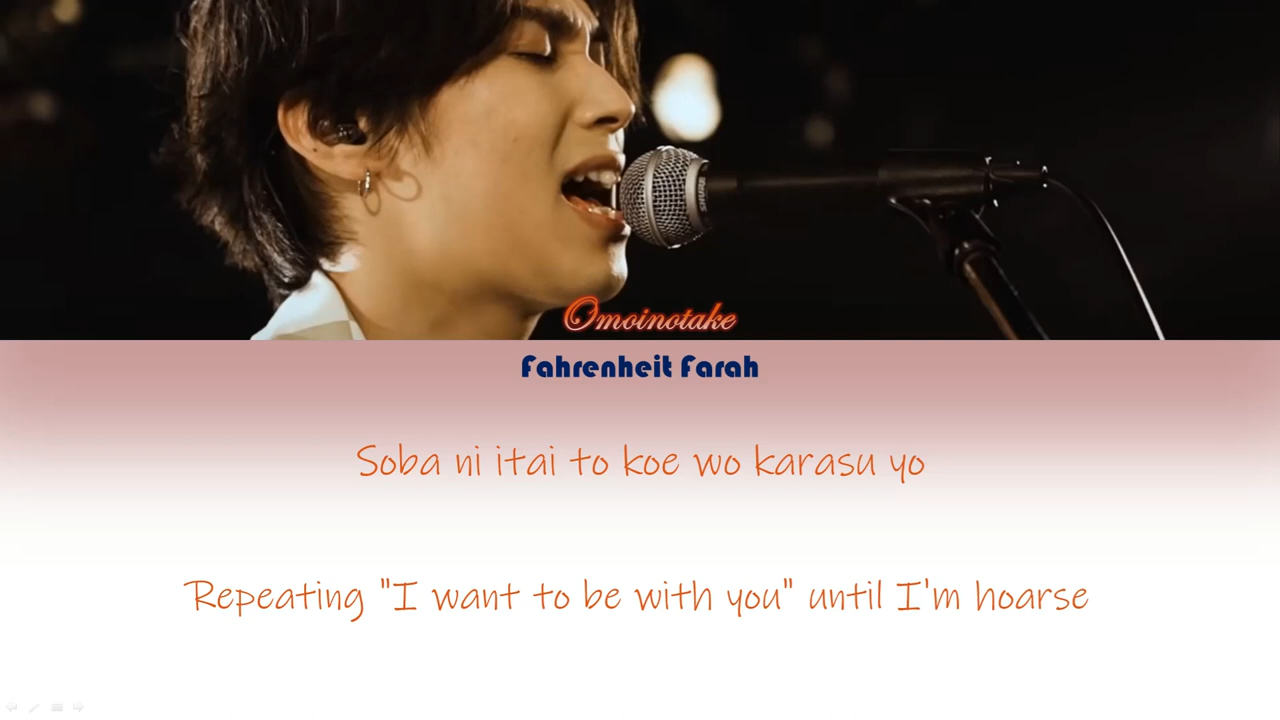 Omoinotake
Fahrenheit Farah
Soba ni itai to koe wo karasu yo
Repeating "I want to be with you" until I'm hoarse